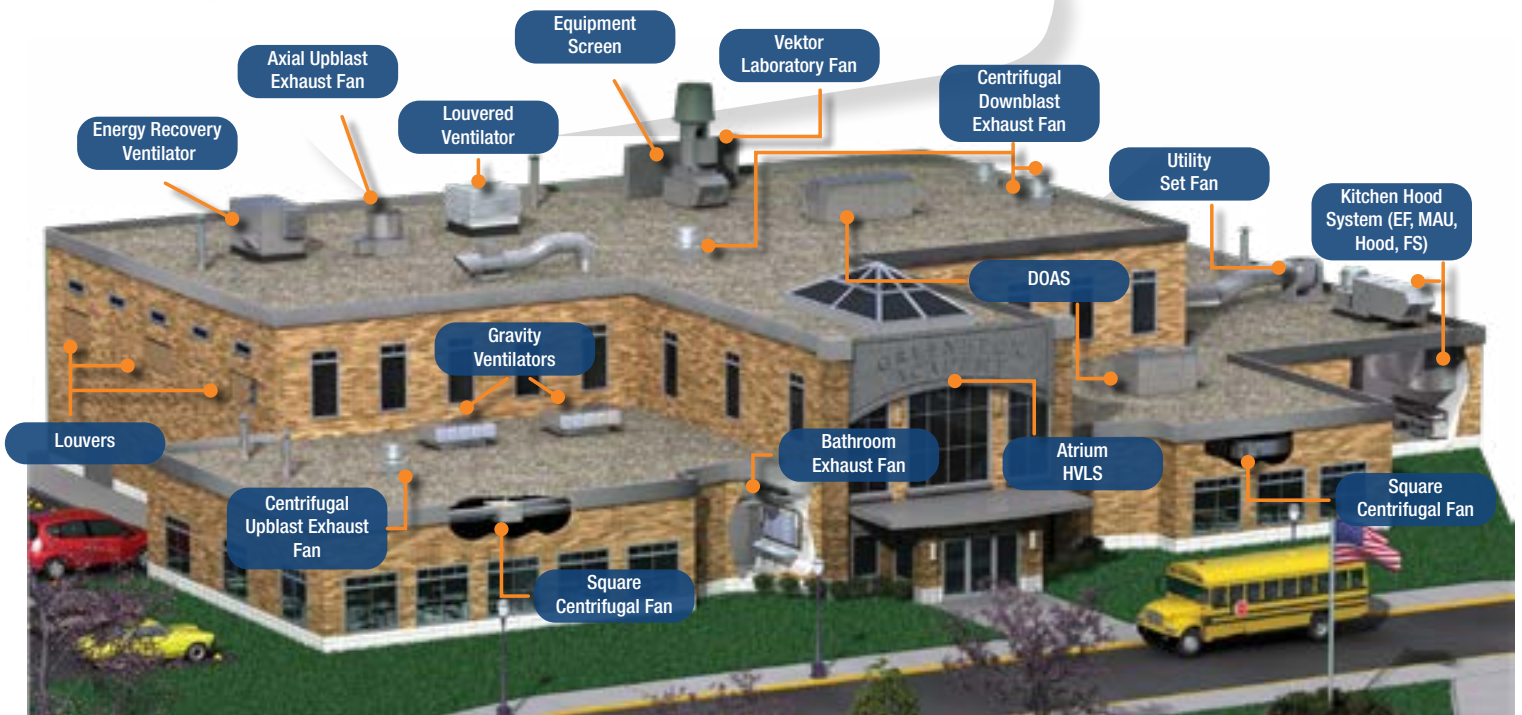 Equipment
Screen
Vektor
Laboratory Fan
Axial Upblast
Exhaust Fan
Centrifugal
Downblast
Exhaust Fan
Louvered
Ventilator
Energy Recovery
Ventilator
Utility
Set Fan
Kitchen Hood
System (EF, MAU,
Hood, FS)
DOAS
Gravity
Ventilators
Louvers
Bathroom
Exhaust Fan
Atrium
HVLS
Square
Centrifugal Fan
Centrifugal
Upblast Exhaust
Fan
Square
Centrifugal Fan